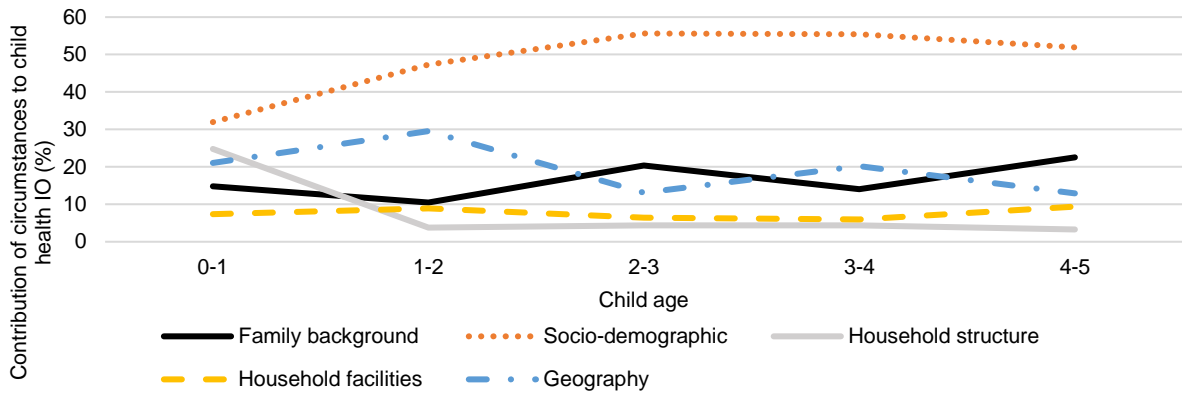 Contribution of circumstances to child
health IO (%)
60
50
40
30
20
10
0
0-1 1-2 2-3 3-4 4-5
Child age
Family background Socio-demographic Household structure
Household facilities Geography